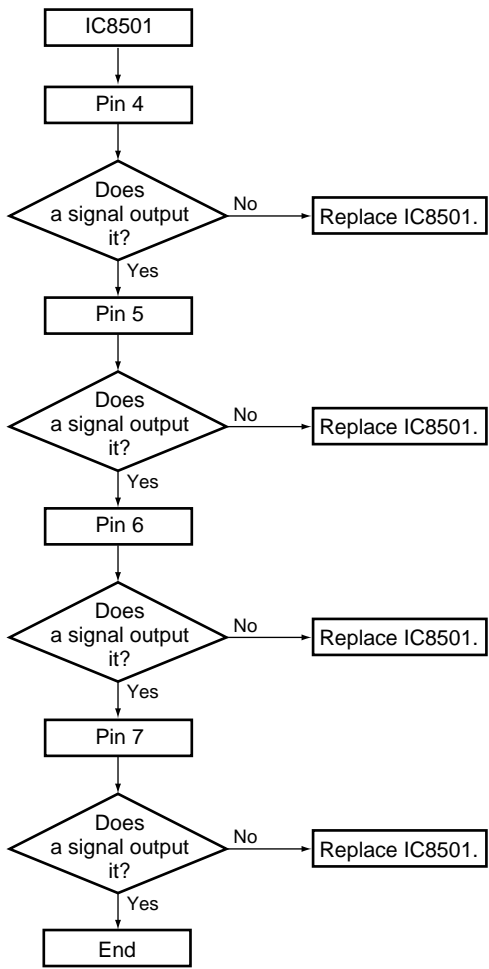 IC8501
Pin 4
Does
a signal output
it?
No
Replace IC8501.
Yes
Pin 5
Does
a signal output
it?
No
Replace IC8501.
Yes
Pin 6
Does
a signal output
it?
No
Replace IC8501.
Yes
Pin 7
Does
a signal output
it?
No
Replace IC8501.
Yes
End